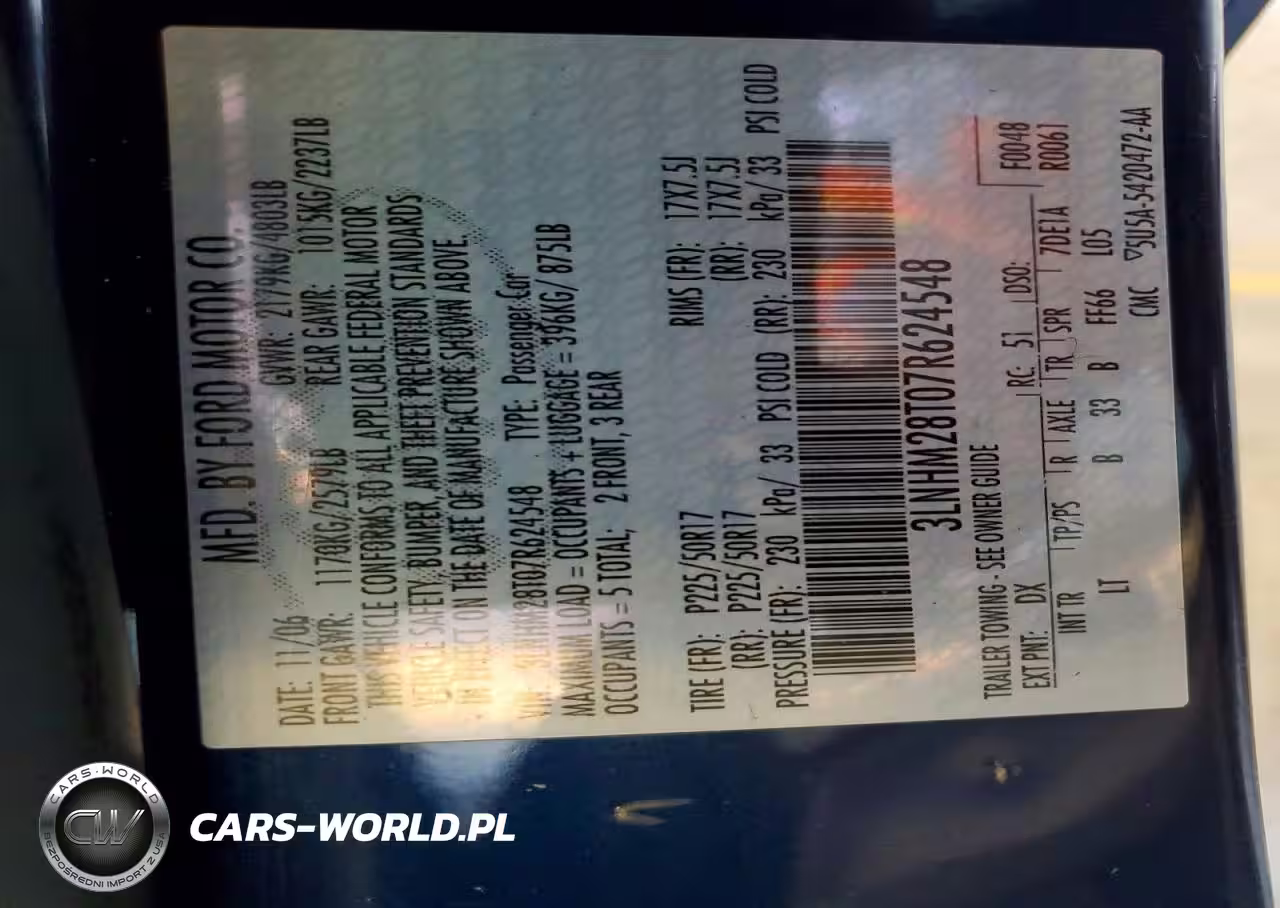 MFD. BY FORD MOTOR CO.
DATE: 11/06 GVWR: 2179KG/4803LB
FRONT GAWR: 1170KG/2579LB REAR GAWR: 1015KG/2237LB
THIS VEHICLE CONFORMS TO ALL APPLICABLE FEDERAL MOTOR
VEHICLE SAFETY, BUMPER, AND THEFT PREVENTION STANDARDS
IN EFFECT ON THE DATE OF MANUFACTURE SHOWN ABOVE.
VIN: 3LNHM28T07R624548 TYPE: Passenger Car
MAXIMUM LOAD = OCCUPANTS + LUGGAGE = 396KG/ 875LB
OCCUPANTS = 5 TOTAL; 2 FRONT, 3 REAR
TIRE (FR): P225/50R17 RIMS (FR): 17X7.5J
(RR): P225/50R17 (RR): 17X7.5J
PRESSURE (FR): 230 kPa/ 33 PSI COLD (RR): 230 kPa/ 33 PSI COLD
3LNHM28T07R624548
TRAILER TOWING - SEE OWNER GUIDE
EXT PNT: DX RC: 51 DSO: F0048
INT TR TP/PS R AXLE TR SPR 7DE1A R0061
LT B 33 B FF66 L05
CMC ▽5U5A-5420472-AA
CARS-WORLD
CW
BEZPOŚREDNI IMPORT Z USA
CARS-WORLD.PL